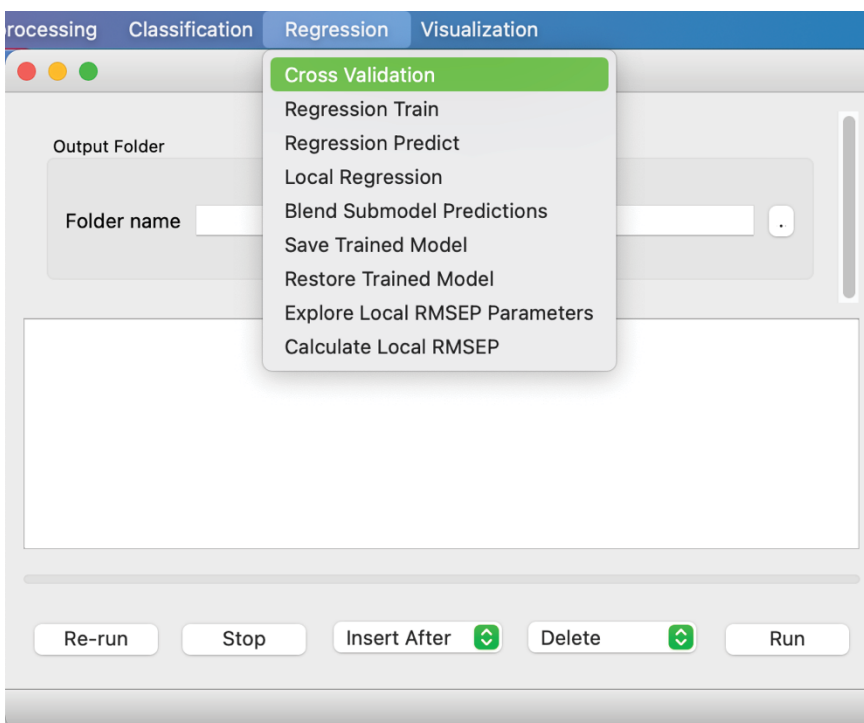 rocessing Classification Regression Visualization
Cross Validation
Regression Train
Regression Predict
Local Regression
Blend Submodel Predictions
Save Trained Model
Restore Trained Model
Explore Local RMSEP Parameters
Calculate Local RMSEP
Output Folder
Folder name .
Re-run Stop Insert After Delete Run